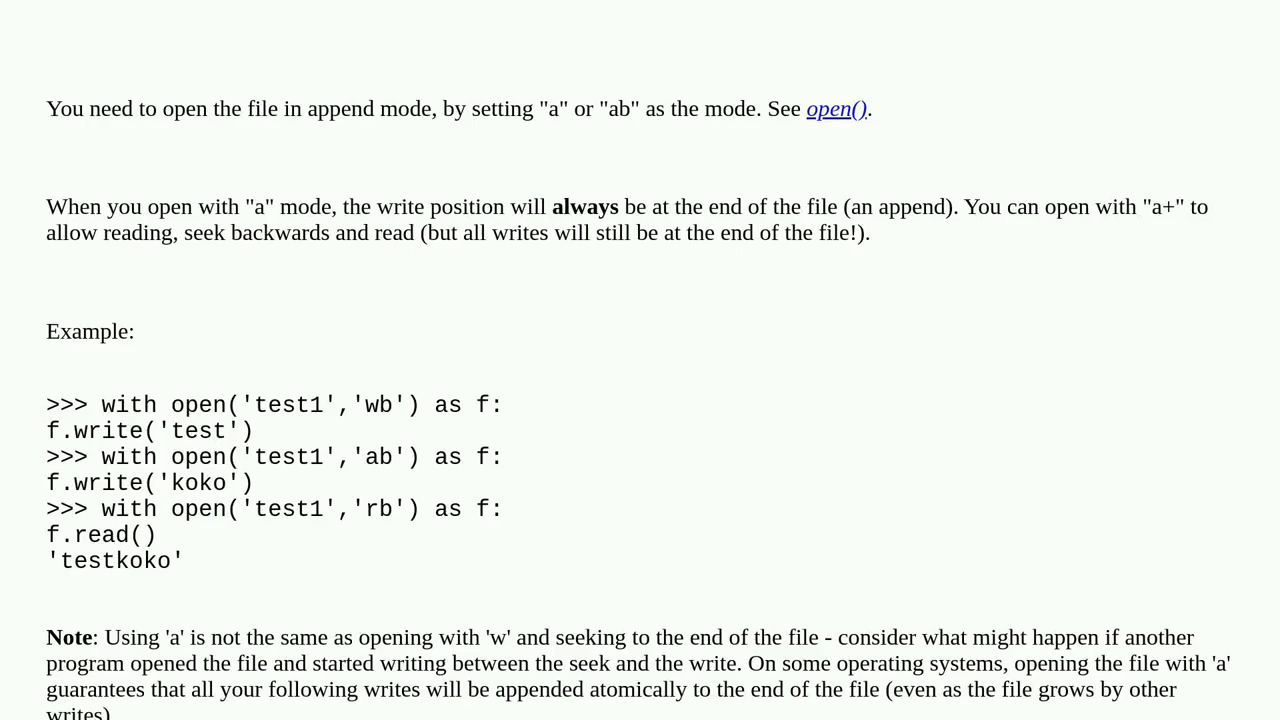 You need to open the file in append mode, by setting "a" or "ab" as the mode. See open().
When you open with "a" mode, the write position will always be at the end of the file (an append). You can open with "a+" to
allow reading, seek backwards and read (but all writes will still be at the end of the file!).
Example:
>>> with open('test1','wb') as f:
f.write('test')
>>> with open('test1','ab') as f:
f.write('koko')
>>> with open('test1','rb') as f:
f.read()
'testkoko'
Note: Using 'a' is not the same as opening with 'w' and seeking to the end of the file - consider what might happen if another
program opened the file and started writing between the seek and the write. On some operating systems, opening the file with 'a'
guarantees that all your following writes will be appended atomically to the end of the file (even as the file grows by other
writes)